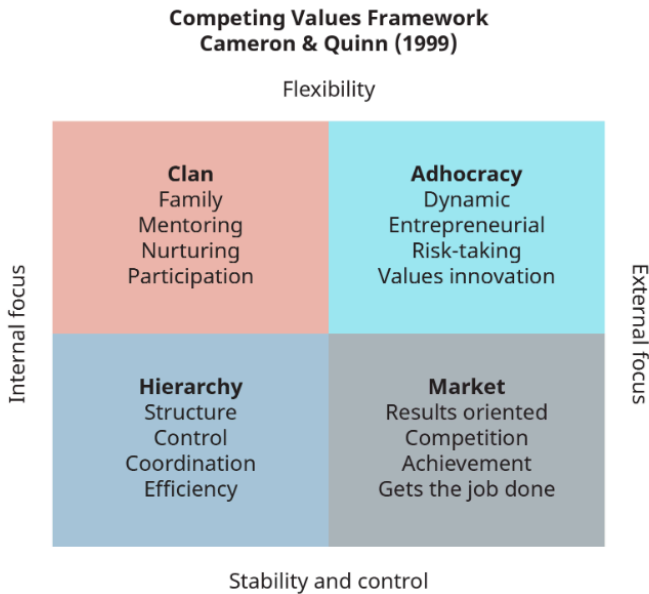 Competing Values Framework
Cameron & Quinn (1999)
Flexibility
Internal focus
Clan
Family
Mentoring
Nurturing
Participation
Adhocracy
Dynamic
Entrepreneurial
Risk-taking
Values innovation
External focus
Hierarchy
Structure
Control
Coordination
Efficiency
Market
Results oriented
Competition
Achievement
Gets the job done
Stability and control